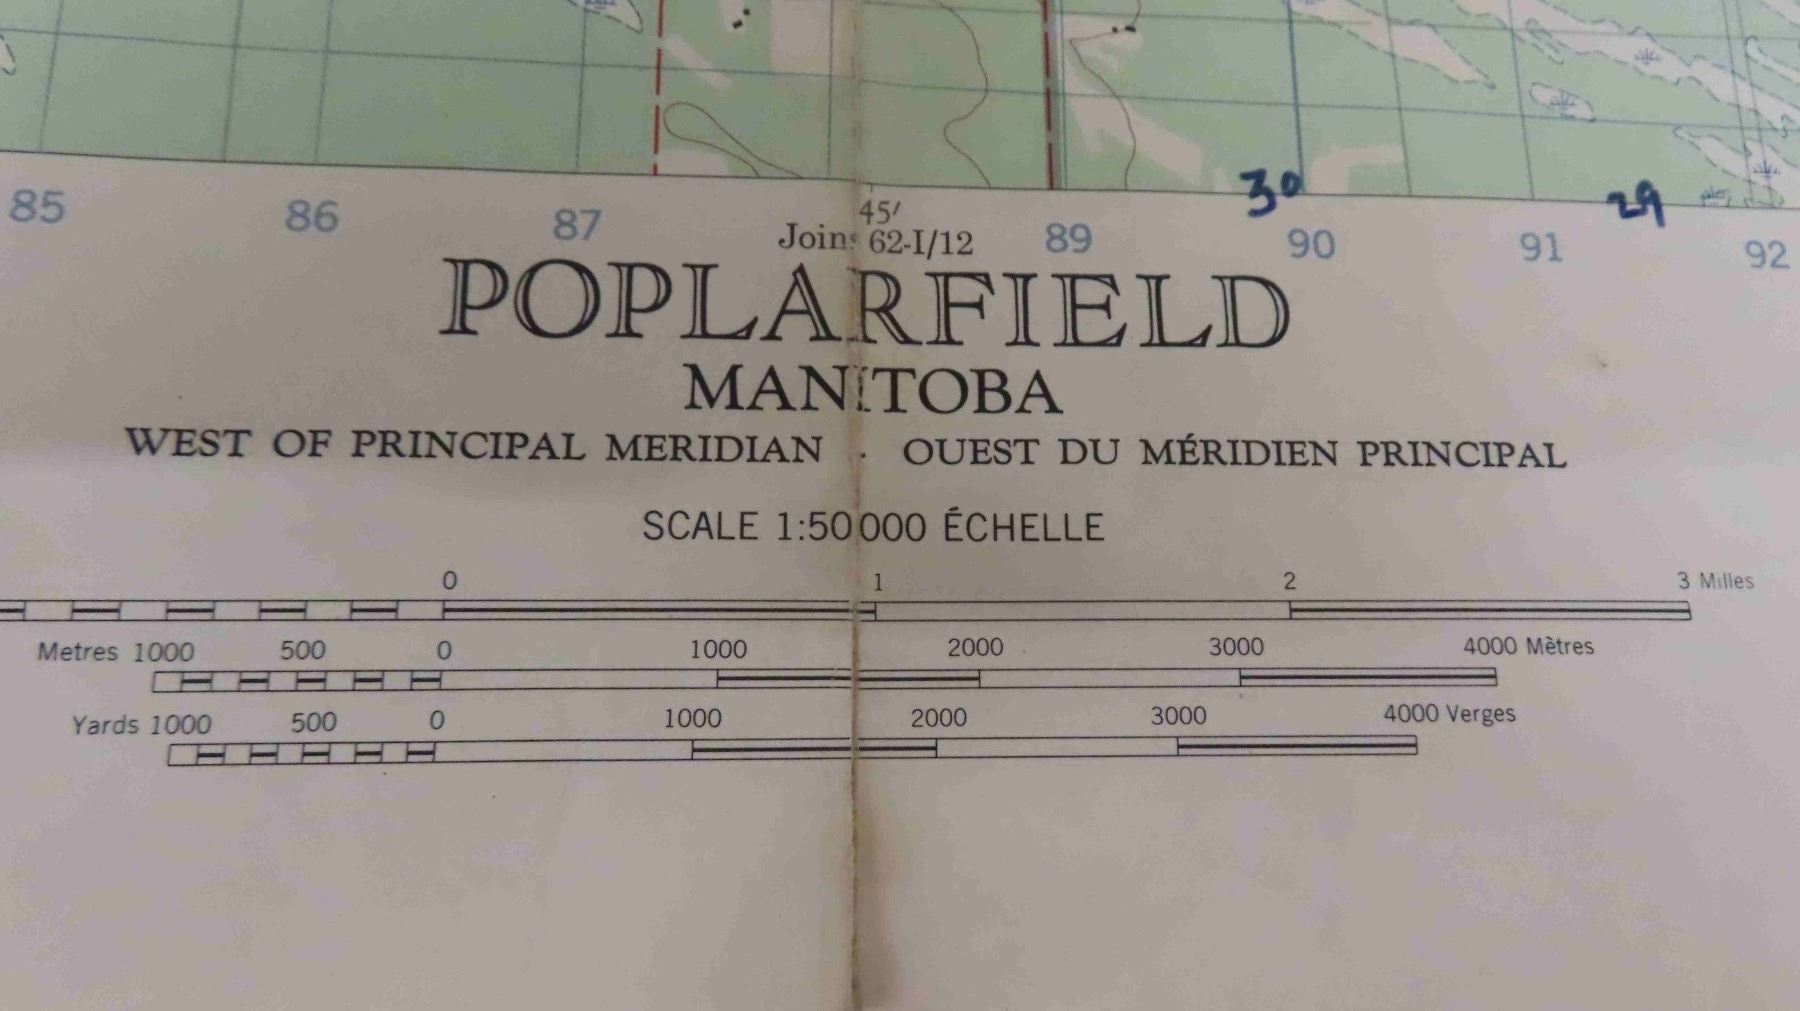 30 29
85 86 87 89 90 91 92
45′
Joins 62-I/12
POPLARFIELD
MANITOBA
WEST OF PRINCIPAL MERIDIAN · OUEST DU MÉRIDIEN PRINCIPAL
SCALE 1:50 000 ÉCHELLE
0 1 2 3 Milles
Metres 1000 500 0 1000 2000 3000 4000 Mètres
Yards 1000 500 0 1000 2000 3000 4000 Verges